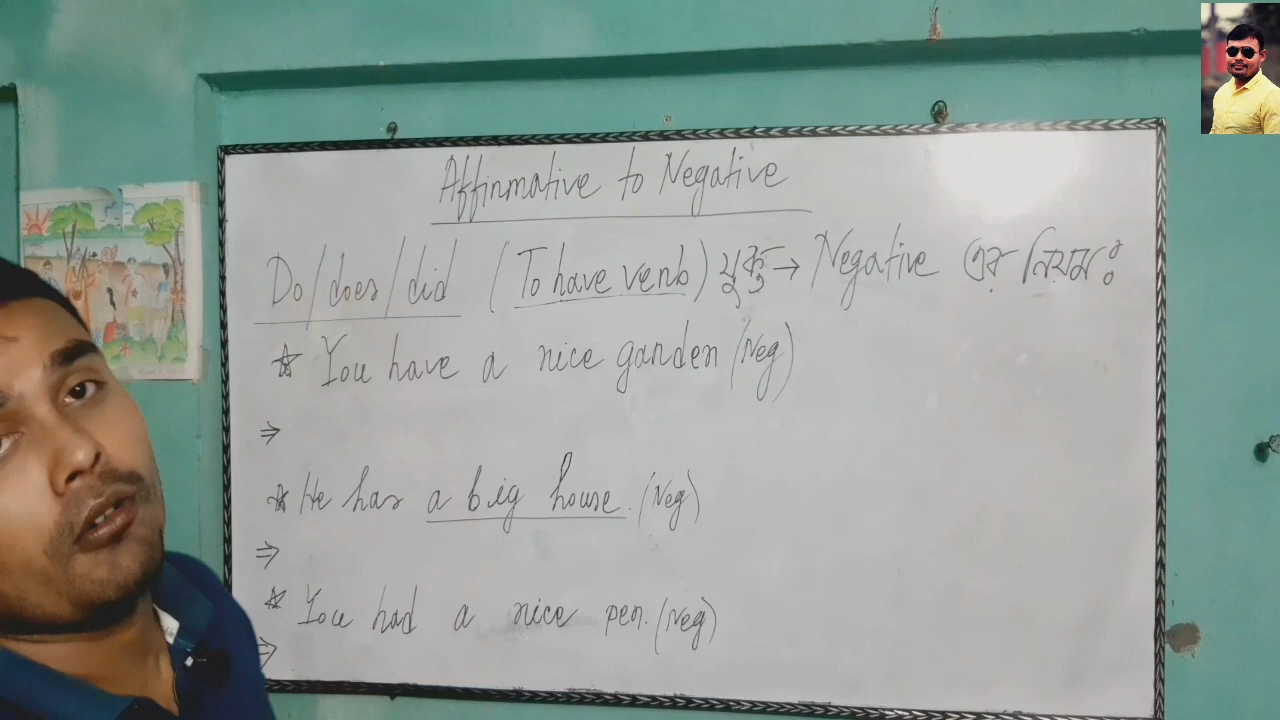 Affirmative to Negative
Do/does/did (To have verb) যুক্ত → Negative এর নিয়মঃ
☆ You have a nice garden (Neg)
⇒
☆ He has a big house. (Neg)
⇒
☆ You had a nice pen. (Neg)
⇒